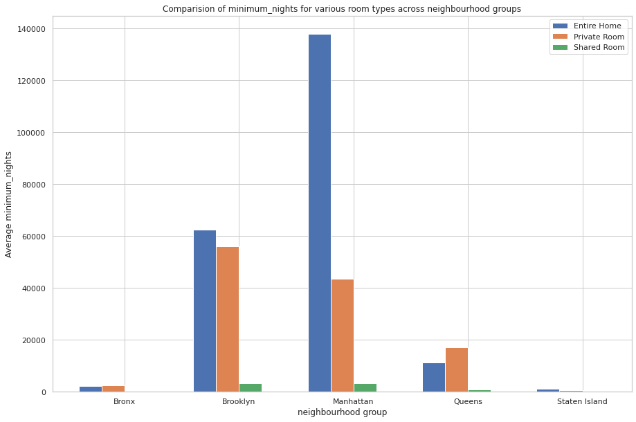 Comparision of minimum_nights for various room types across neighbourhood groups
Entire Home
Private Room
Shared Room
Average minimum_nights
140000
120000
100000
80000
60000
40000
20000
0
Bronx
Brooklyn
Manhattan
Queens
Staten Island
neighbourhood group